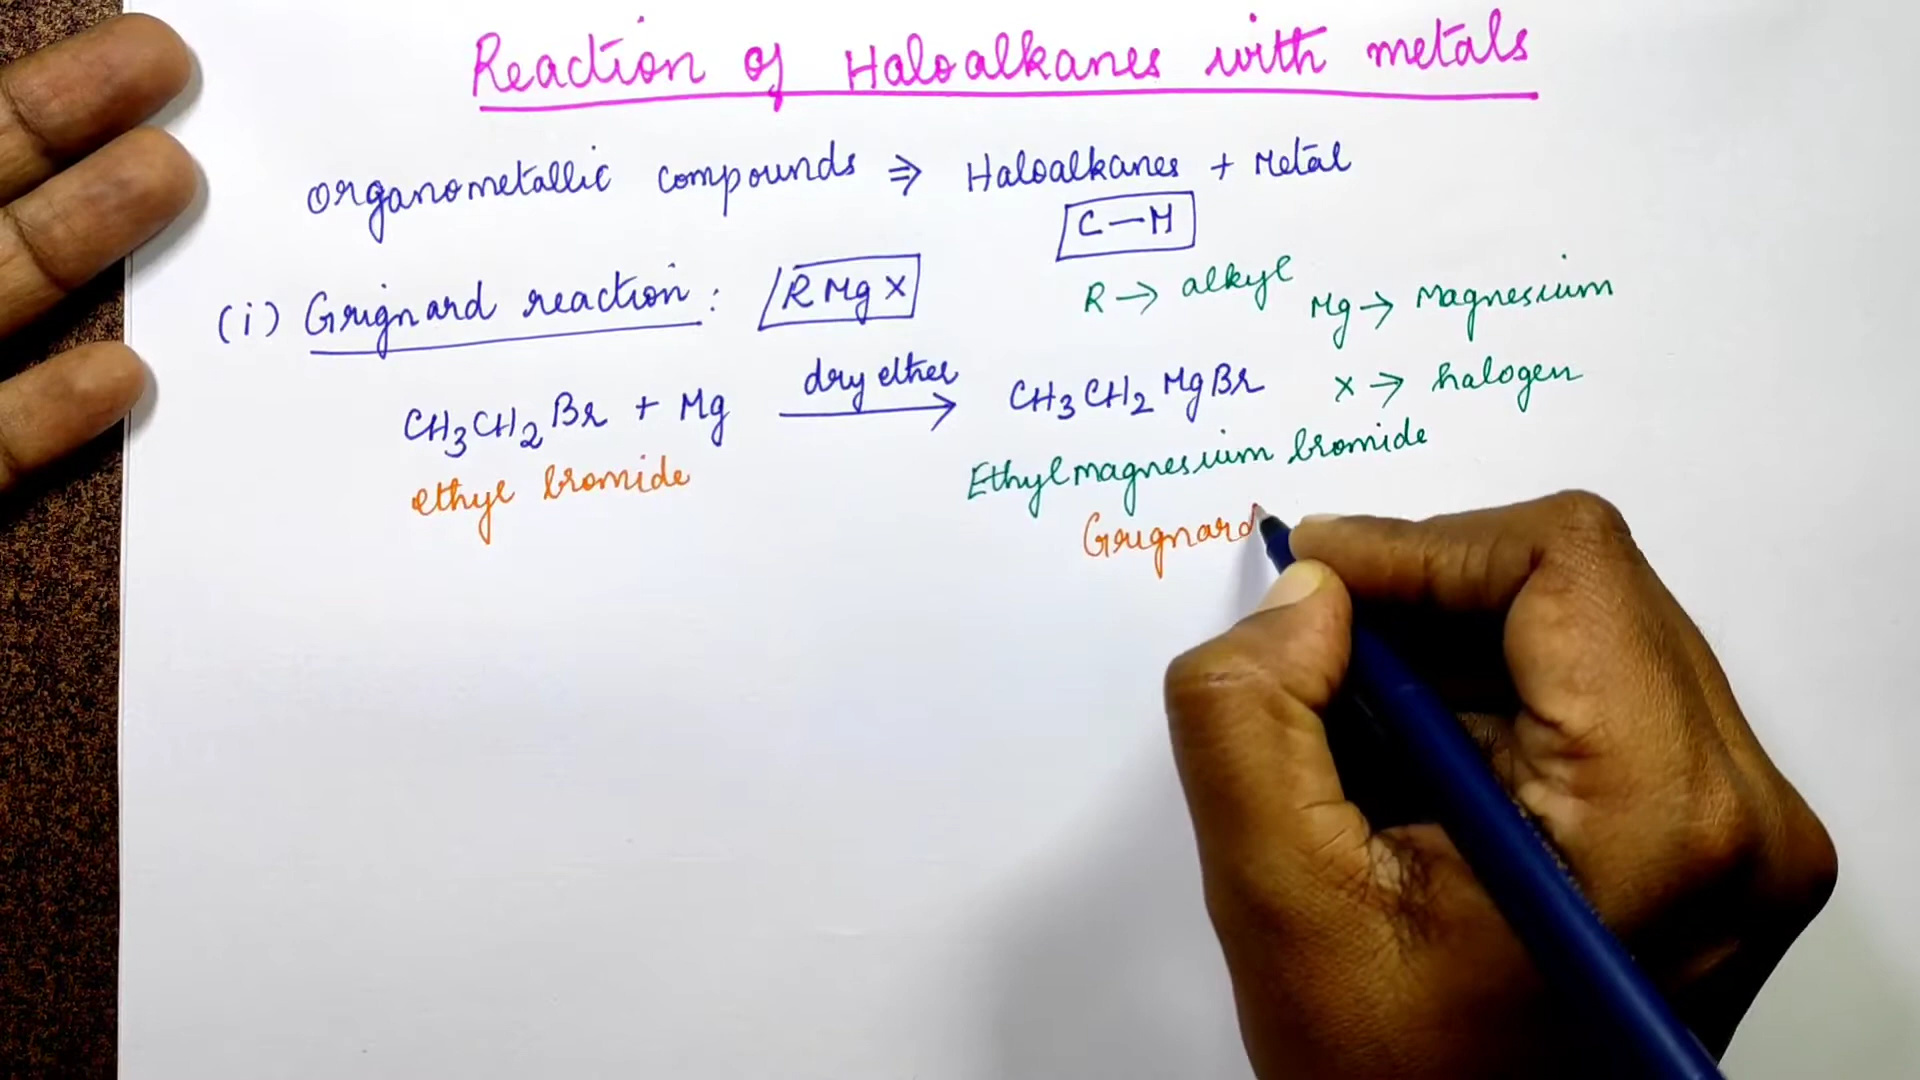 Reaction of Haloalkanes with metals
Organometallic compounds ⇒ Haloalkanes + Metal
C—M
(i) Grignard reaction : RMgX
R → alkyl Mg → Magnesium
X → halogen
CH3CH2Br + Mg dry ether → CH3CH2MgBr
ethyl bromide Ethylmagnesium bromide
Grignard